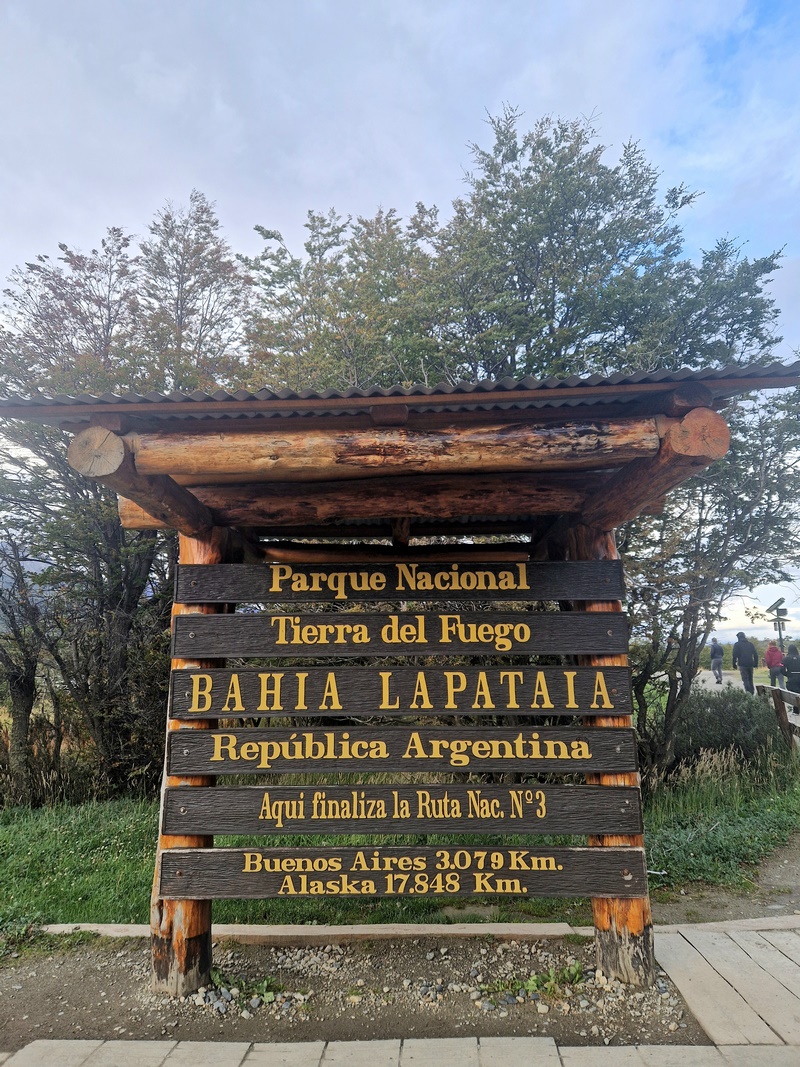 Parque Nacional
Tierra del Fuego
BAHIA LAPATAIA
República Argentina
Aqui finaliza la Ruta Nac. Nº3
Buenos Aires 3.079 Km.
Alaska 17.848 Km.